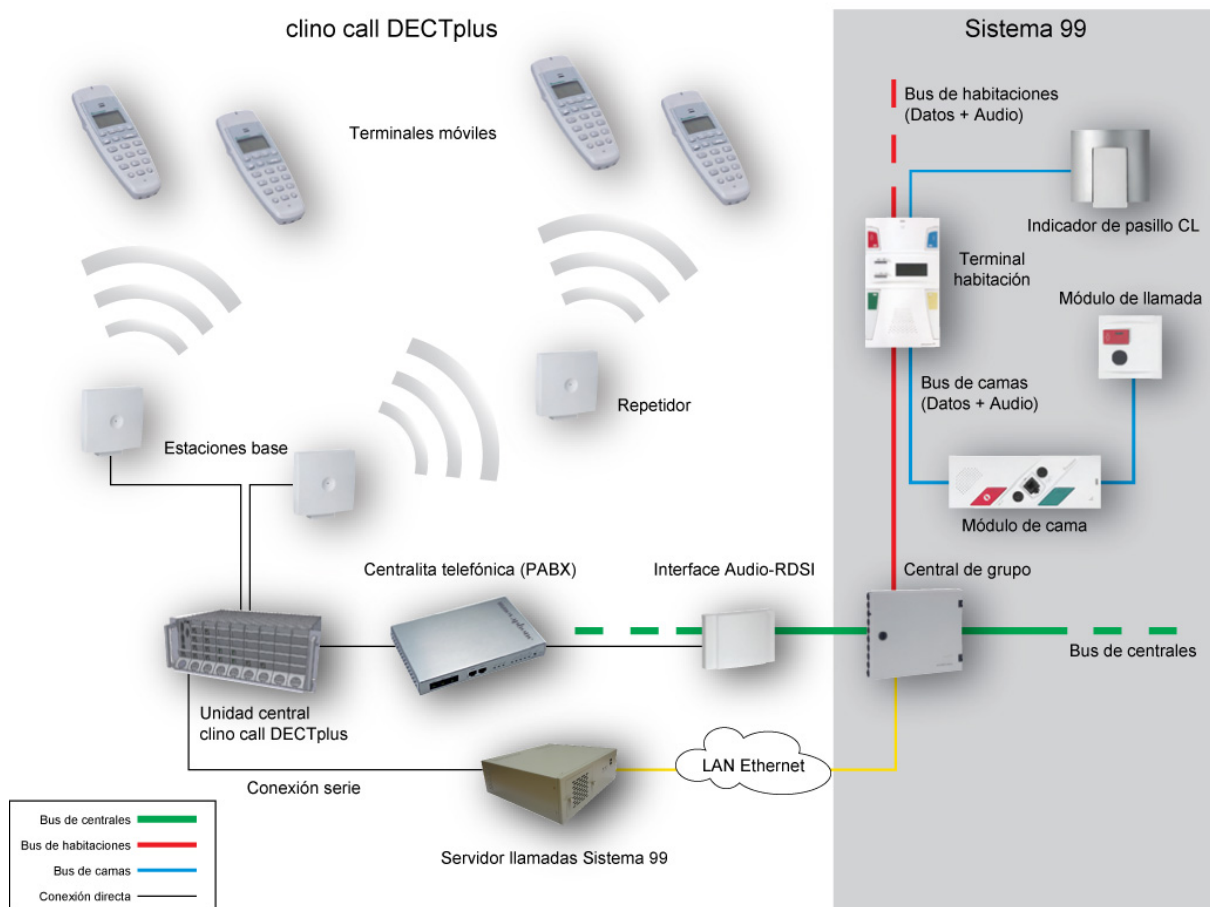 clino call DECTplus
Sistema 99
Terminales móviles
Bus de habitaciones
(Datos + Audio)
Indicador de pasillo CL
Terminal
habitación
Módulo de llamada
Bus de camas
(Datos + Audio)
Repetidor
Estaciones base
Módulo de cama
Centralita telefónica (PABX)
Interface Audio-RDSI
Central de grupo
Bus de centrales
Unidad central
clino call DECTplus
LAN Ethernet
Conexión serie
Servidor llamadas Sistema 99
Bus de centrales
Bus de habitaciones
Bus de camas
Conexión directa